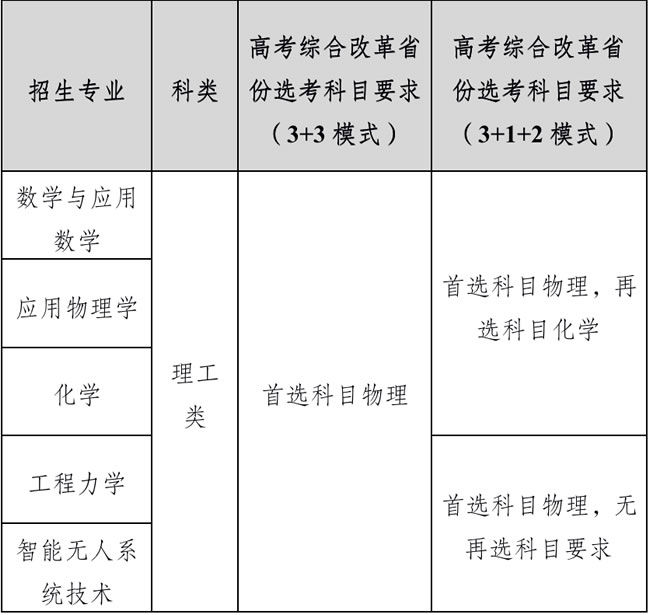 招生专业
科类
高考综合改革省
份选考科目要求
（3+3 模式）
高考综合改革省
份选考科目要求
（3+1+2 模式）
数学与应用
数学
应用物理学
化学
工程力学
智能无人系
统技术
理工
类
首选科目物理
首选科目物理，再
选科目化学
首选科目物理，无
再选科目要求